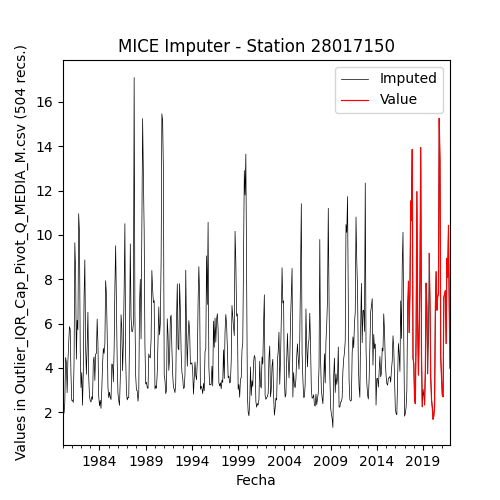 MICE Imputer - Station 28017150
Imputed
Value
Values in Outlier_IQR_Cap_Pivot_Q_MEDIA_M.csv (504 recs.)
16
14
12
10
8
6
4
2
1984 1989 1994 1999 2004 2009 2014 2019
Fecha